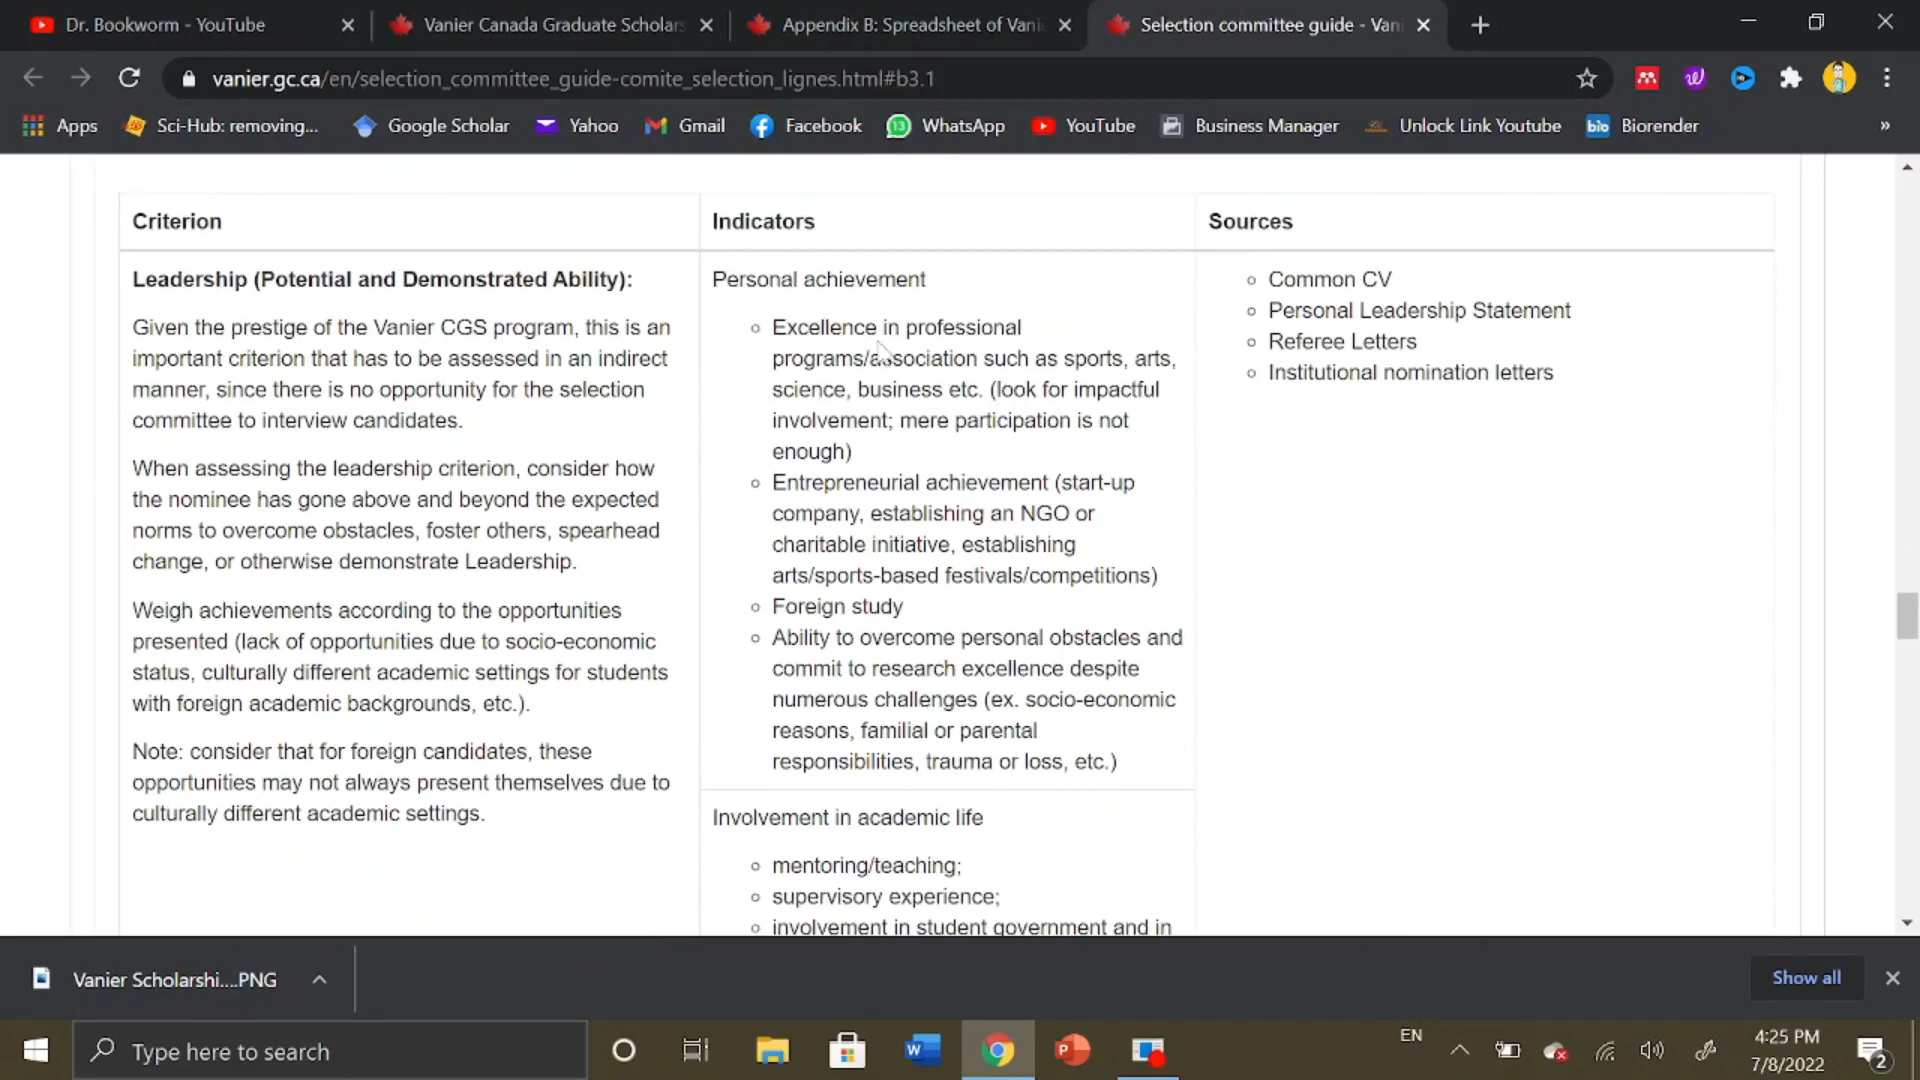 Dr. Bookworm - YouTube
Vanier Canada Graduate Scholars
Appendix B: Spreadsheet of Vani
Selection committee guide - Vani
vanier.gc.ca/en/selection_committee_guide-comite_selection_lignes.html#b3.1
Apps
Sci-Hub: removing...
Google Scholar
Yahoo
Gmail
Facebook
13
WhatsApp
YouTube
Business Manager
Unlock Link Youtube
bio
Biorender
»
Criterion
Indicators
Sources
Leadership (Potential and Demonstrated Ability):
Given the prestige of the Vanier CGS program, this is an
important criterion that has to be assessed in an indirect
manner, since there is no opportunity for the selection
committee to interview candidates.
When assessing the leadership criterion, consider how
the nominee has gone above and beyond the expected
norms to overcome obstacles, foster others, spearhead
change, or otherwise demonstrate Leadership.
Weigh achievements according to the opportunities
presented (lack of opportunities due to socio-economic
status, culturally different academic settings for students
with foreign academic backgrounds, etc.).
Note: consider that for foreign candidates, these
opportunities may not always present themselves due to
culturally different academic settings.
Personal achievement
Excellence in professional
programs/association such as sports, arts,
science, business etc. (look for impactful
involvement; mere participation is not
enough)
Entrepreneurial achievement (start-up
company, establishing an NGO or
charitable initiative, establishing
arts/sports-based festivals/competitions)
Foreign study
Ability to overcome personal obstacles and
commit to research excellence despite
numerous challenges (ex. socio-economic
reasons, familial or parental
responsibilities, trauma or loss, etc.)
Involvement in academic life
mentoring/teaching;
supervisory experience;
involvement in student government and in
Common CV
Personal Leadership Statement
Referee Letters
Institutional nomination letters
Vanier Scholarshi....PNG
Show all
Type here to search
W
P
EN
4:25 PM
7/8/2022
2